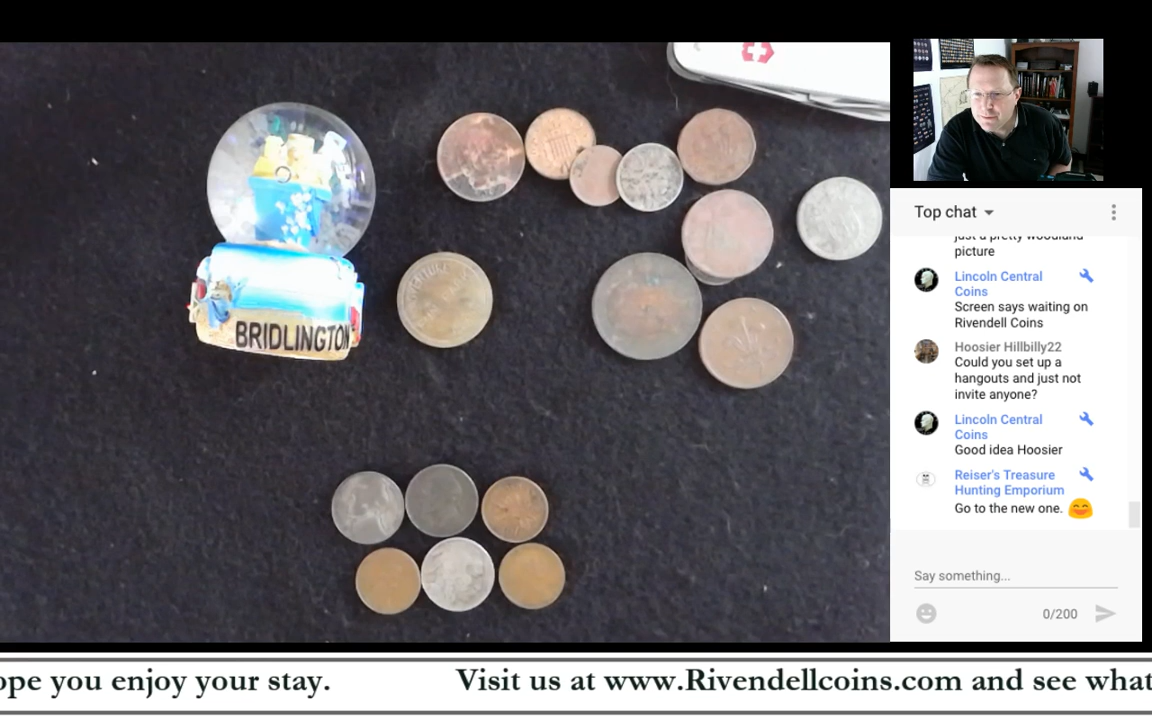 BRIDLINGTON
Top chat
just a pretty woodland
picture
Lincoln Central
Coins
Screen says waiting on
Rivendell Coins
Hoosier Hillbilly22
Could you set up a
hangouts and just not
invite anyone?
Lincoln Central
Coins
Good idea Hoosier
Reiser's Treasure
Hunting Emporium
Go to the new one.
Say something...
0/200
ope you enjoy your stay. Visit us at www.Rivendellcoins.com and see what